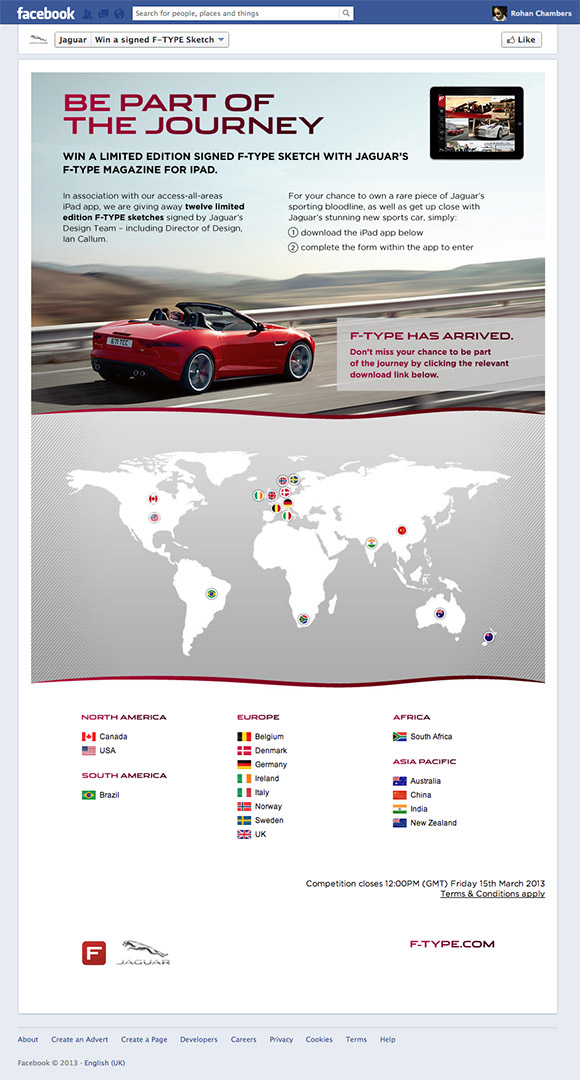 facebook
Search for people, places and things
Rohan Chambers
Jaguar
Win a signed F-TYPE Sketch
Like
BE PART OF
THE JOURNEY
WIN A LIMITED EDITION SIGNED F-TYPE SKETCH WITH JAGUAR'S
F-TYPE MAGAZINE FOR IPAD.
In association with our access-all-areas
iPad app, we are giving away twelve limited
edition F-TYPE sketches signed by Jaguar's
Design Team – including Director of Design,
Ian Callum.
For your chance to own a rare piece of Jaguar's
sporting bloodline, as well as get up close with
Jaguar's stunning new sports car, simply:
1 download the iPad app below
2 complete the form within the app to enter
F-TYPE HAS ARRIVED.
Don't miss your chance to be part
of the journey by clicking the relevant
download link below.
NORTH AMERICA
Canada
USA
SOUTH AMERICA
Brazil
EUROPE
Belgium
Denmark
Germany
Ireland
Italy
Norway
Sweden
UK
AFRICA
South Africa
ASIA PACIFIC
Australia
China
India
New Zealand
Competition closes 12:00PM (GMT) Friday 15th March 2013
Terms & Conditions apply
F
JAGUAR
F-TYPE.COM
About Create an Advert Create a Page Developers Careers Privacy Cookies Terms Help
Facebook © 2013 · English (UK)